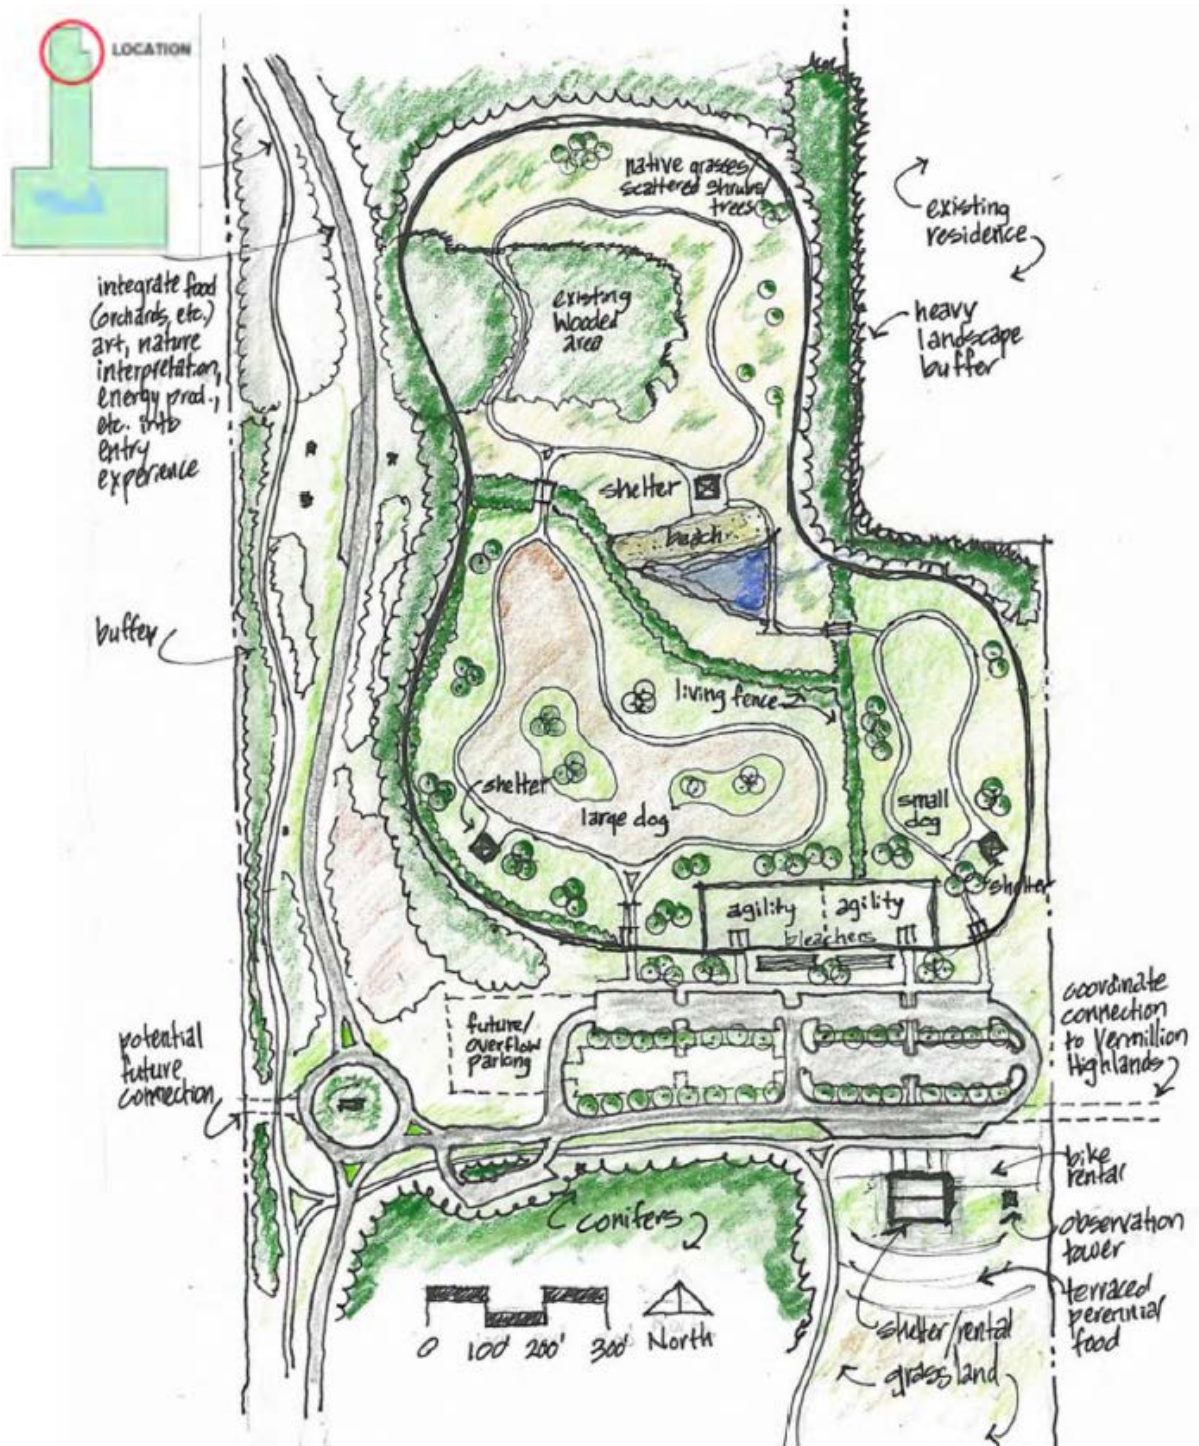 LOCATION
native grasses/
scattered shrubs/
trees
existing
residence
integrate food
(orchards, etc.)
art, nature
interpretation,
energy prod.,
etc. into
entry
experience
existing
wooded
area
heavy
landscape
buffer
shelter
beach
buffer
living fence
shelter
large dog
small
dog
shelter
agility
agility
bleachers
future/
overflow
parking
coordinate
connection
to Vermillion
Highlands
potential
future
connection
bike
rental
conifers
observation
tower
terraced
perennial
food
shelter/rental
grassland
0 100' 200' 300'
North